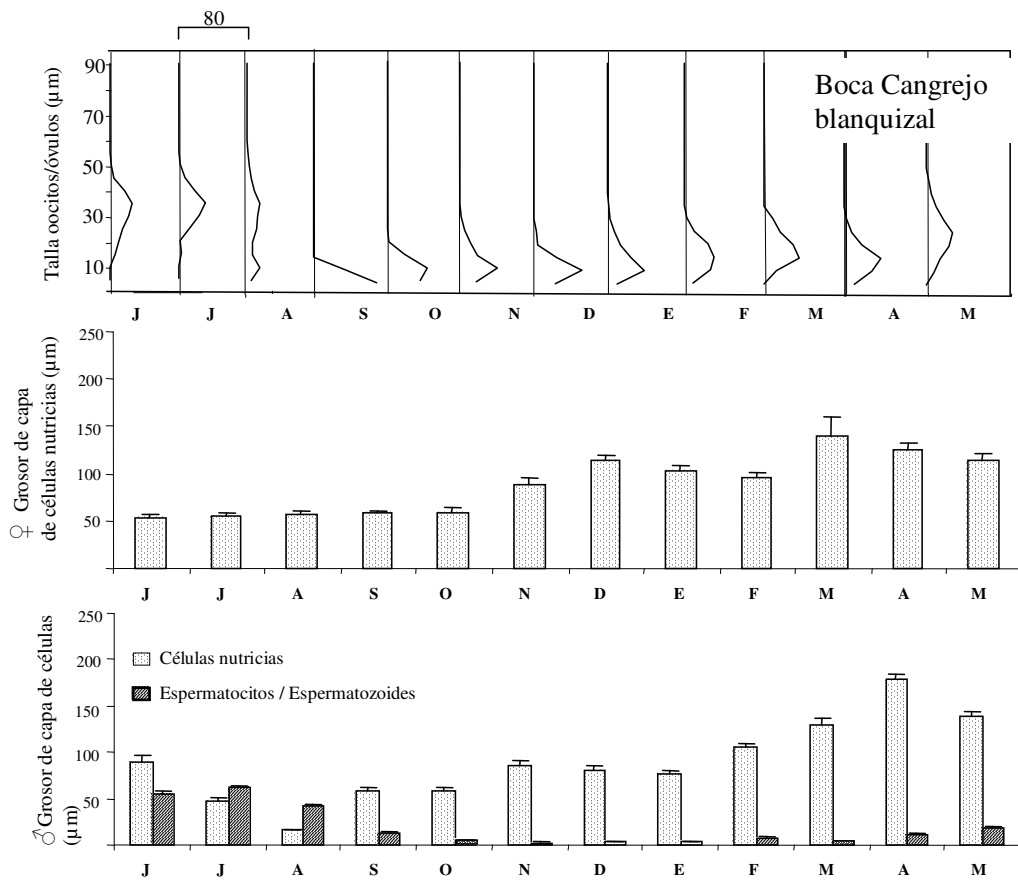 80
Talla oocitos/óvulos (µm)
90
70
50
30
10
Boca Cangrejo
blanquizal
J J A S O N D E F M A M
♀ Grosor de capa
de células nutricias (µm)
250
200
150
100
50
J J A S O N D E F M A M
♂Grosor de capa de células
(µm)
250
200
150
100
50
Células nutricias
Espermatocitos / Espermatozoides
J J A S O N D E F M A M